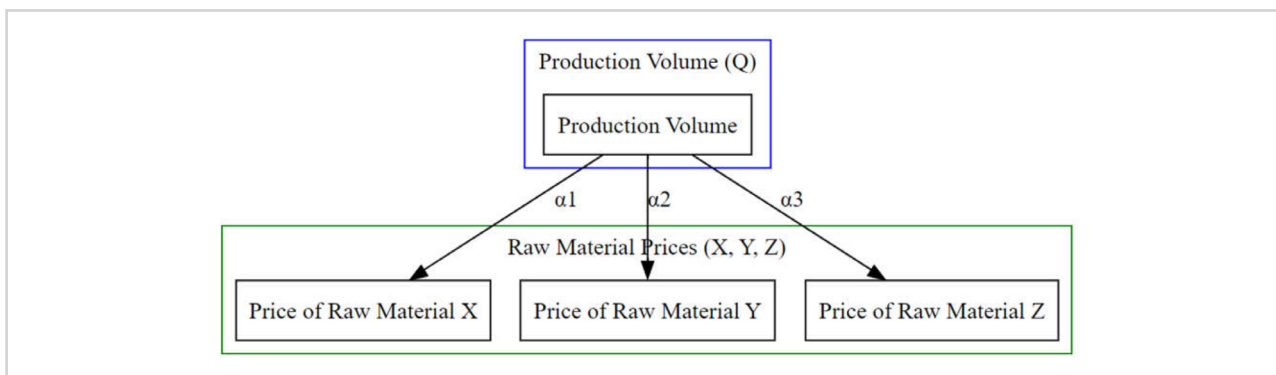 Production Volume (Q)
Production Volume
α1
α2
α3
Raw Material Prices (X, Y, Z)
Price of Raw Material X
Price of Raw Material Y
Price of Raw Material Z